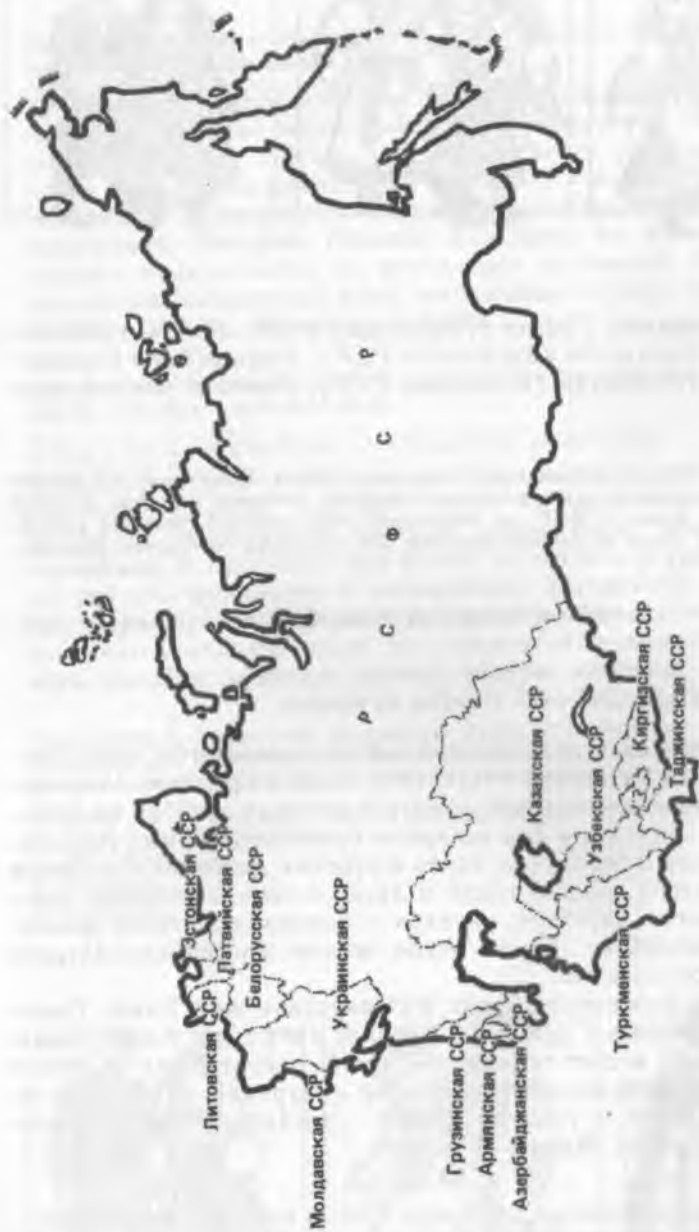 Эстонская ССР
Латвийская ССР
Литовская ССР
Белорусская ССР
Украинская ССР
Молдавская ССР
Р С Ф С Р
Грузинская ССР
Армянская ССР
Азербайджанская ССР
Казахская ССР
Узбекская ССР
Киргизская ССР
Таджикская ССР
Туркменская ССР